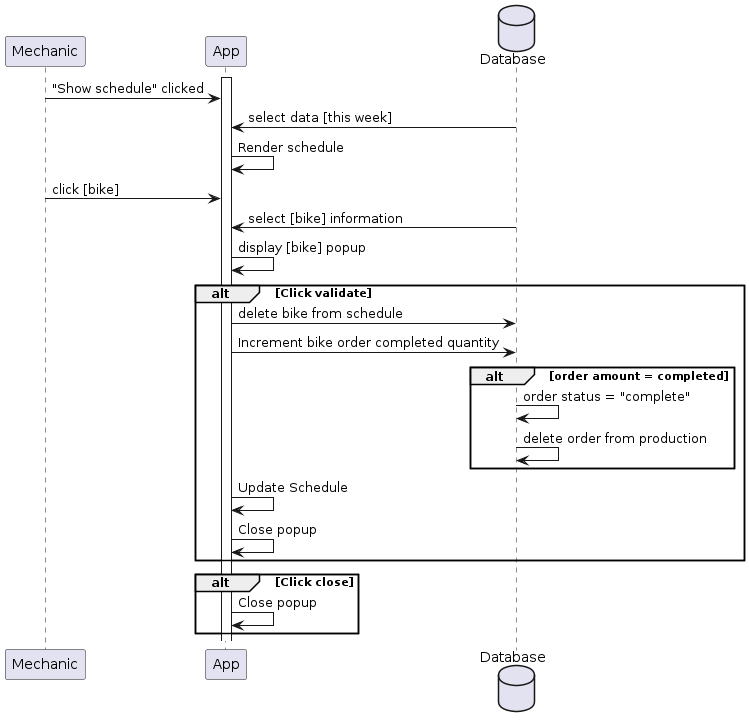 Mechanic
App
Database
"Show schedule" clicked
select data [this week]
Render schedule
click [bike]
select [bike] information
display [bike] popup
alt [Click validate]
delete bike from schedule
Increment bike order completed quantity
alt [order amount = completed]
order status = "complete"
delete order from production
Update Schedule
Close popup
alt [Click close]
Close popup
Mechanic
App
Database